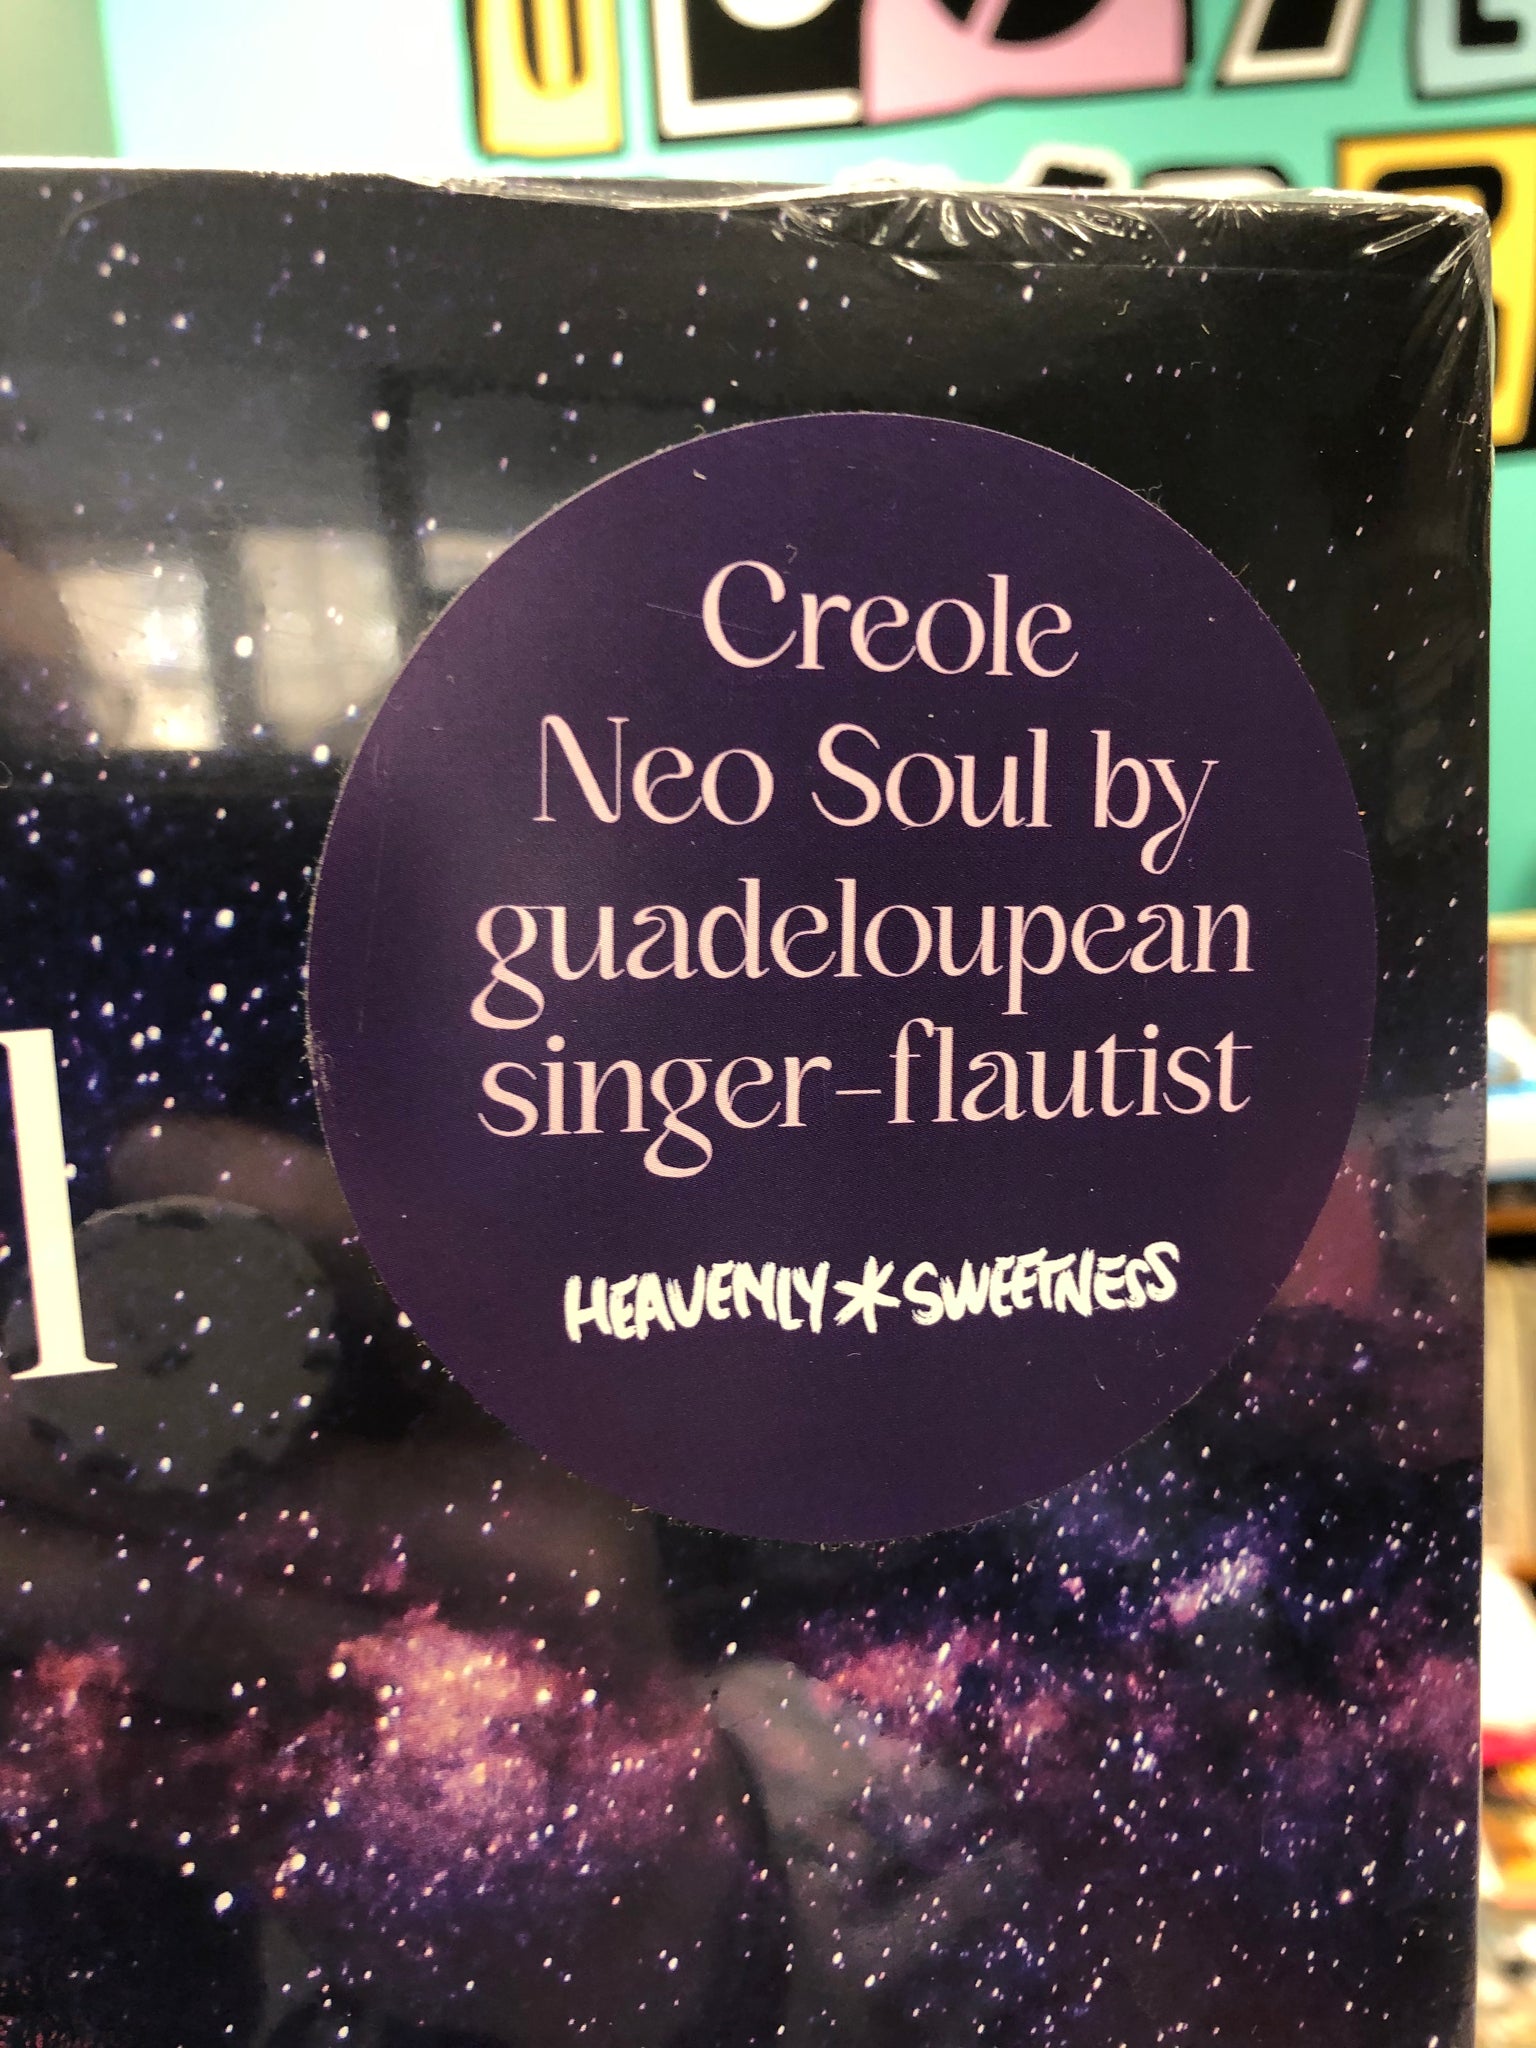 Creole
Neo Soul by
guadeloupean
singer-flautist
HEAVENLY*SWEETNESS
l